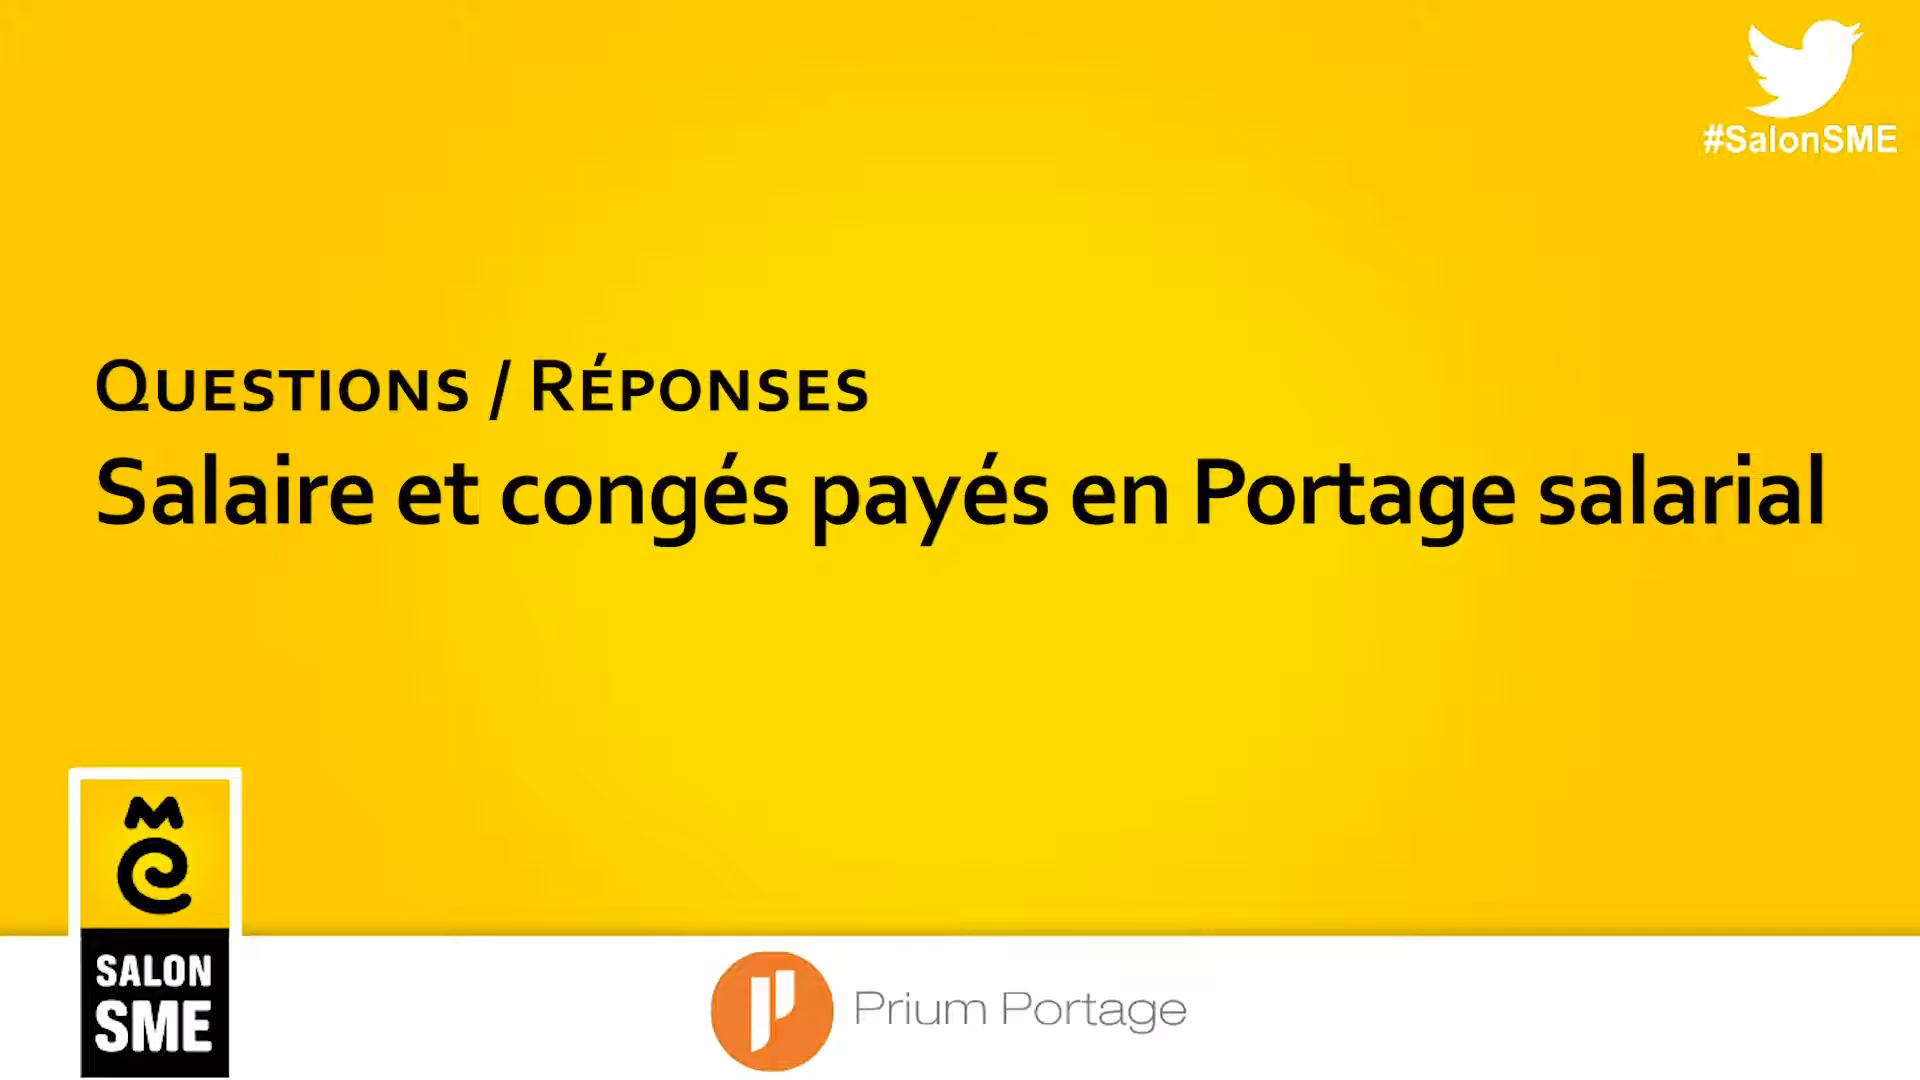 #SalonSME
QUESTIONS / RÉPONSES
Salaire et congés payés en Portage salarial
SALON
SME
Prium Portage